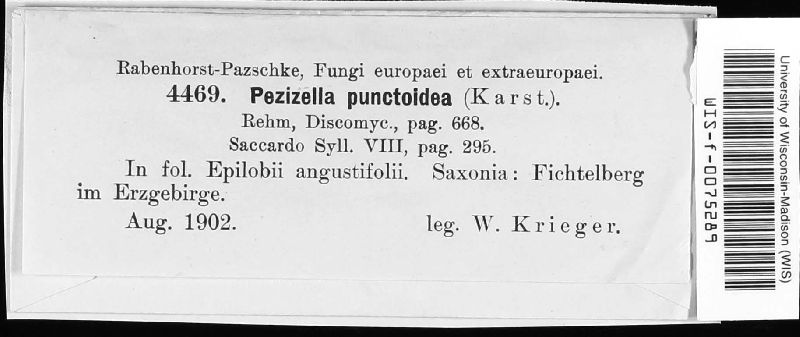 Rabenhorst-Pazschke, Fungi europaei et extraeuropaei.
4469. Pezizella punctoidea (Karst.).
Rehm, Discomyc., pag. 668.
Saccardo Syll. VIII, pag. 295.
In fol. Epilobii angustifolii. Saxonia: Fichtelberg
im Erzgebirge.
Aug. 1902. leg. W. Krieger.
University of Wisconsin-Madison (WIS)
WIS-f-0075289